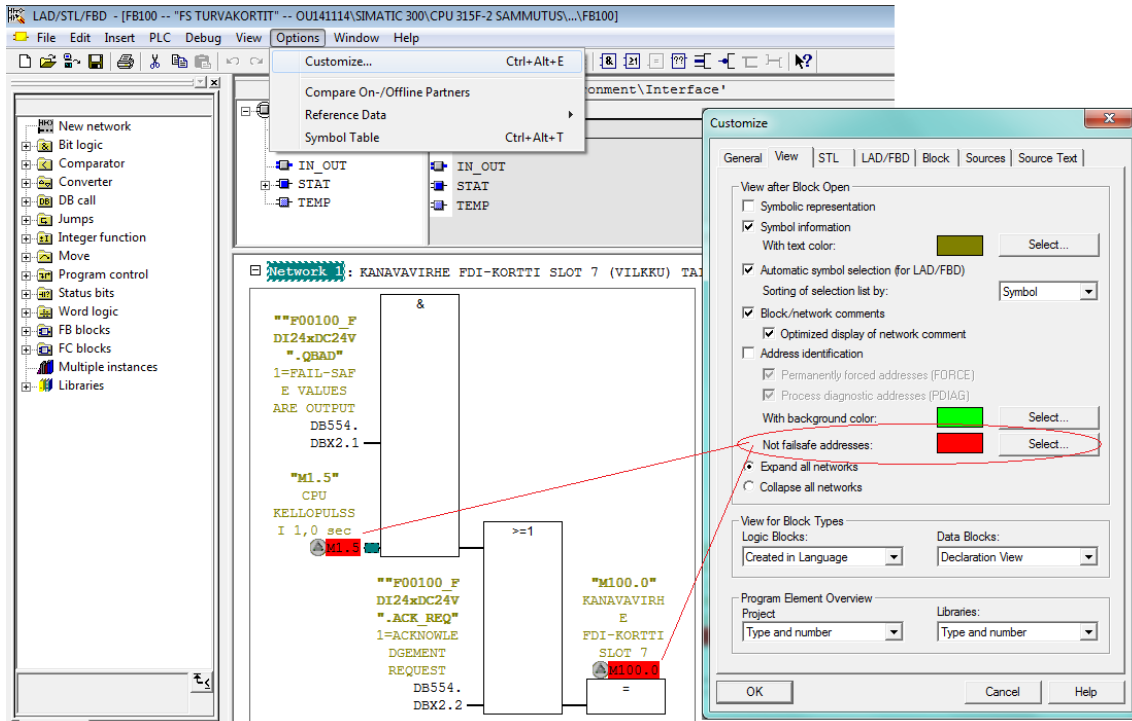 LAD/STL/FBD - [FB100 -- "FS TURVAKORTIT" -- OU141114\SIMATIC 300\CPU 315F-2 SAMMUTUS\...\FB100]
File Edit Insert PLC Debug View Options Window Help
Customize... Ctrl+Alt+E
Compare On-/Offline Partners
Reference Data
Symbol Table Ctrl+Alt+T
onment\Interface'
IN_OUT
STAT
TEMP
IN_OUT
STAT
TEMP
New network
Bit logic
Comparator
Converter
DB call
Jumps
Integer function
Move
Program control
Status bits
Word logic
FB blocks
FC blocks
Multiple instances
Libraries
Network 1: KANAVAVIRHE FDI-KORTTI SLOT 7 (VILKKU) TAI
&
""F00100_F
DI24xDC24V
".QBAD"
1=FAIL-SAF
E VALUES
ARE OUTPUT
DB554.
DBX2.1
"M1.5"
CPU
KELLOPULSS
I 1,0 sec
M1.5
>=1
""F00100_F
DI24xDC24V
".ACK_REQ"
1=ACKNOWLE
DGEMENT
REQUEST
DB554.
DBX2.2
"M100.0"
KANAVAVIRH
E
FDI-KORTTI
SLOT 7
M100.0
=
Customize
General View STL LAD/FBD Block Sources Source Text
View after Block Open
Symbolic representation
Symbol information
With text color: Select...
Automatic symbol selection (for LAD/FBD)
Sorting of selection list by: Symbol
Block/network comments
Optimized display of network comment
Address identification
Permanently forced addresses (FORCE)
Process diagnostic addresses (PDIAG)
With background color: Select...
Not failsafe addresses: Select...
Expand all networks
Collapse all networks
View for Block Types
Logic Blocks: Data Blocks:
Created in Language Declaration View
Program Element Overview
Project Libraries:
Type and number Type and number
OK Cancel Help